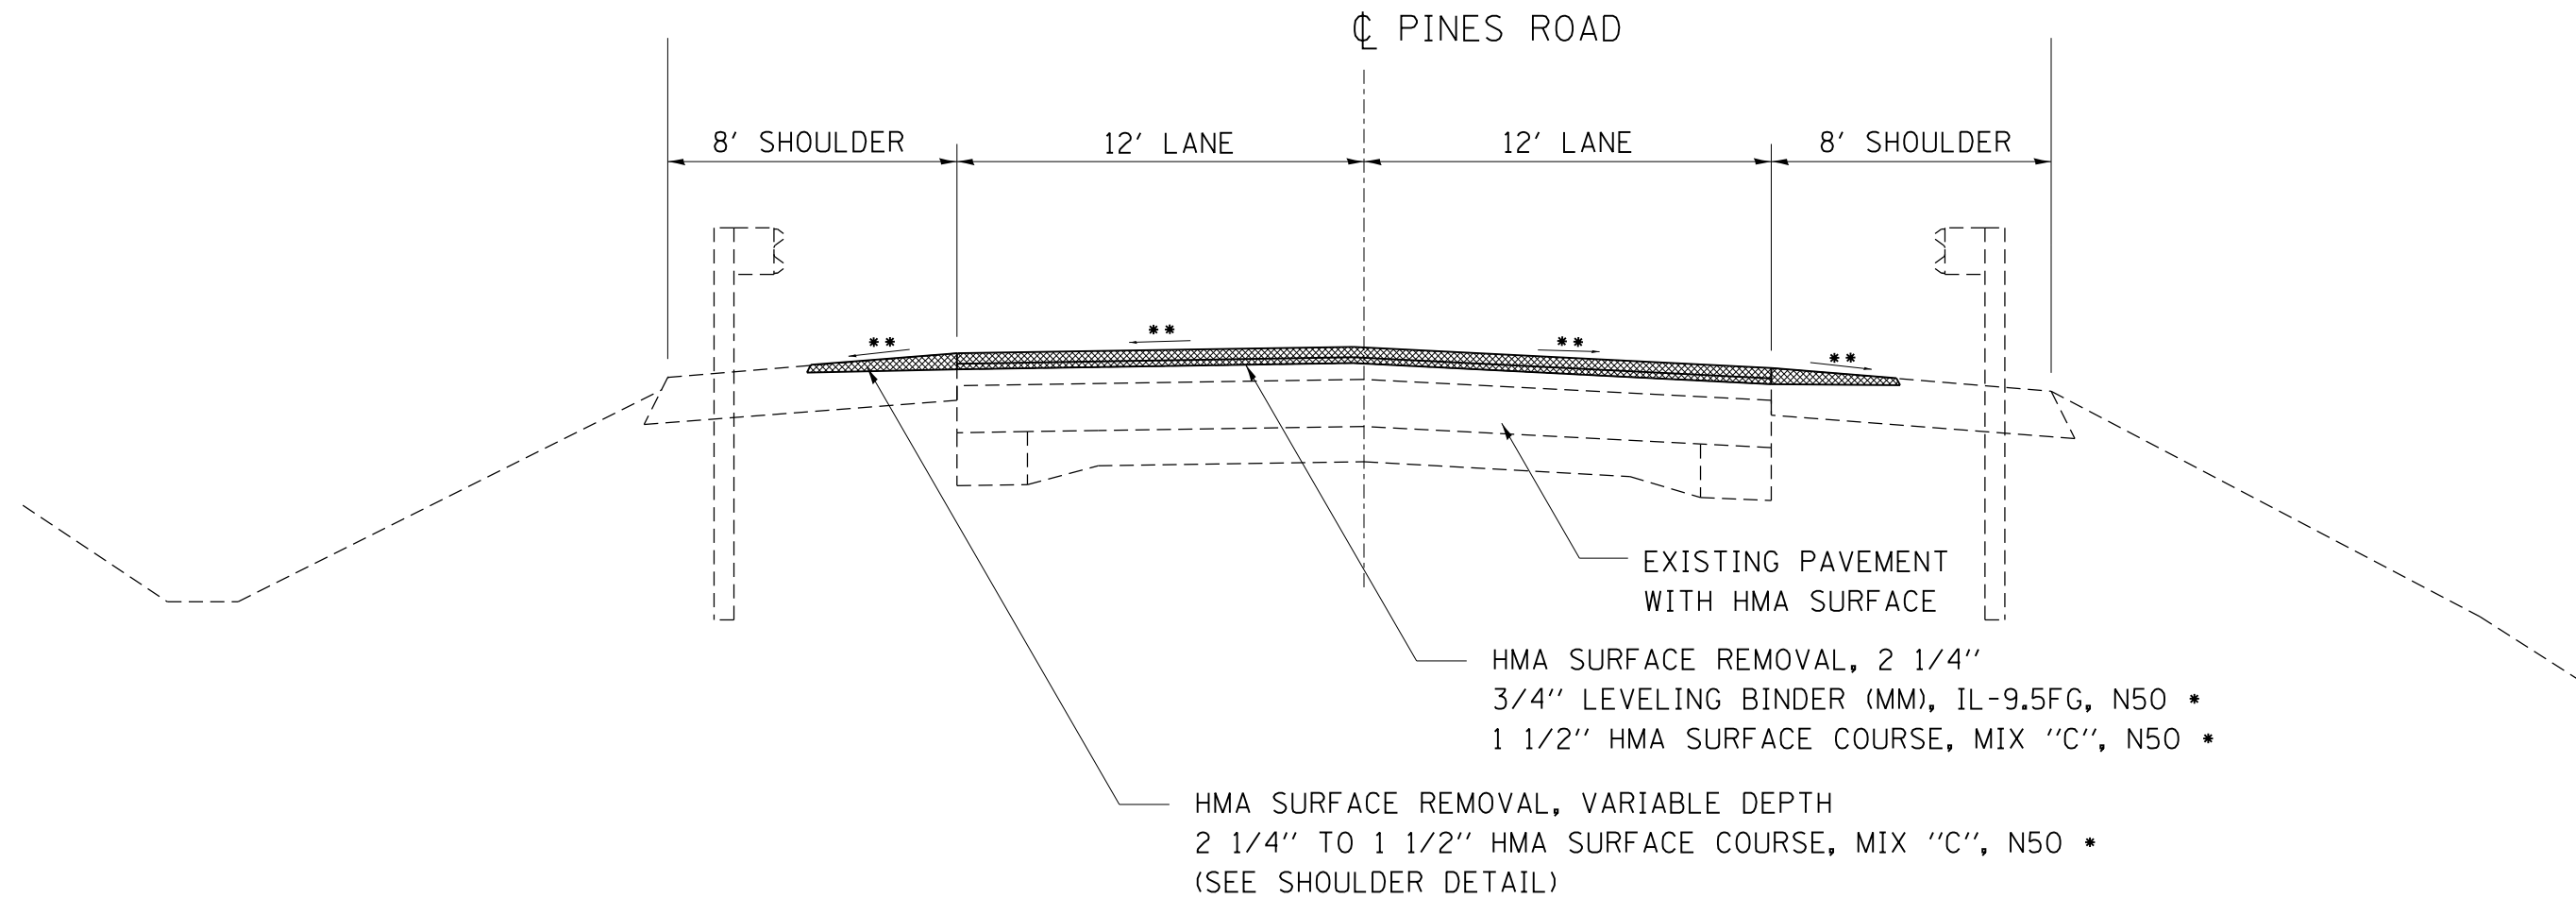 ℄ PINES ROAD
8' SHOULDER
12' LANE
12' LANE
8' SHOULDER
**
**
**
**
EXISTING PAVEMENT
WITH HMA SURFACE
HMA SURFACE REMOVAL, 2 1/4"
3/4" LEVELING BINDER (MM), IL-9.5FG, N50 *
1 1/2" HMA SURFACE COURSE, MIX "C", N50 *
HMA SURFACE REMOVAL, VARIABLE DEPTH
2 1/4" TO 1 1/2" HMA SURFACE COURSE, MIX "C", N50 *
(SEE SHOULDER DETAIL)